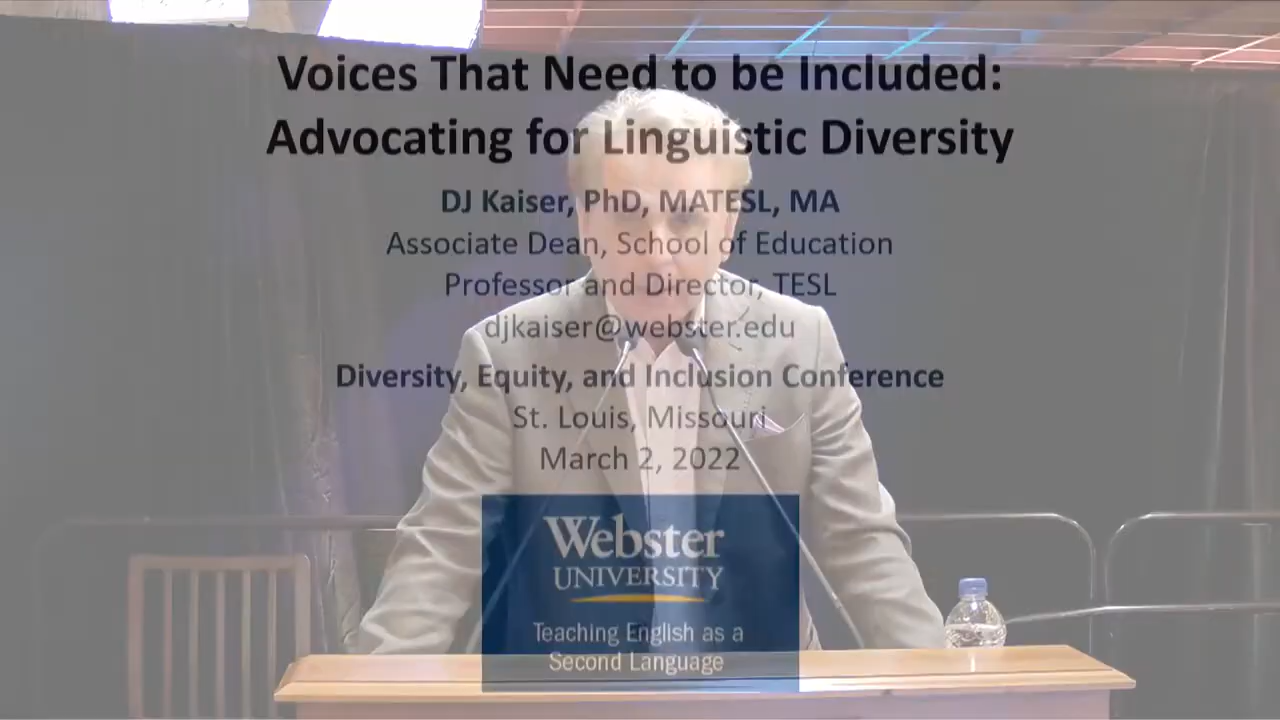 Voices That Need to be Included:
Advocating for Linguistic Diversity
DJ Kaiser, PhD, MATESL, MA
Associate Dean, School of Education
Professor and Director, TESL
djkaiser@webster.edu
Diversity, Equity, and Inclusion Conference
St. Louis, Missouri
March 2, 2022
Webster
UNIVERSITY
Teaching English as a
Second Language